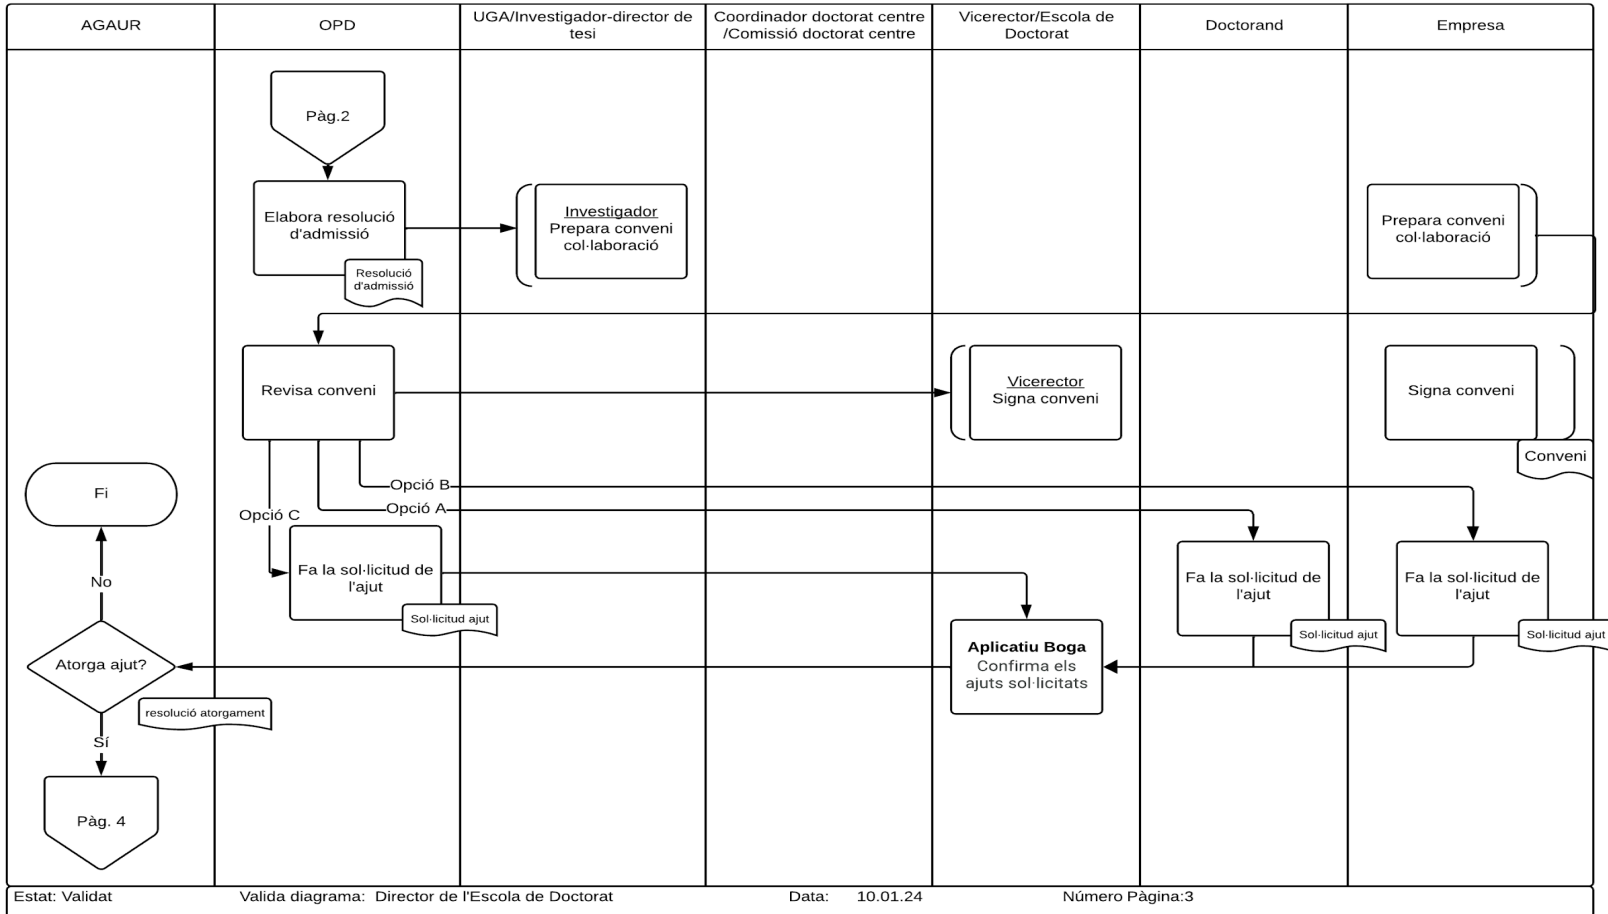 AGAUR
OPD
UGA/Investigador-director de
tesi
Coordinador doctorat centre
/Comissió doctorat centre
Vicerector/Escola de
Doctorat
Doctorand
Empresa
Pàg.2
Elabora resolució
d'admissió
Resolució
d'admissió
Investigador
Prepara conveni
col·laboració
Prepara conveni
col·laboració
Revisa conveni
Vicerector
Signa conveni
Signa conveni
Conveni
Opció B
Opció A
Opció C
Fi
No
Fa la sol·licitud de
l'ajut
Sol·licitud ajut
Fa la sol·licitud de
l'ajut
Sol·licitud ajut
Fa la sol·licitud de
l'ajut
Sol·licitud ajut
Aplicatiu Boga
Confirma els
ajuts sol·licitats
Atorga ajut?
resolució atorgament
Sí
Pàg. 4
Estat: Validat
Valida diagrama: Director de l'Escola de Doctorat
Data: 10.01.24
Número Pàgina:3